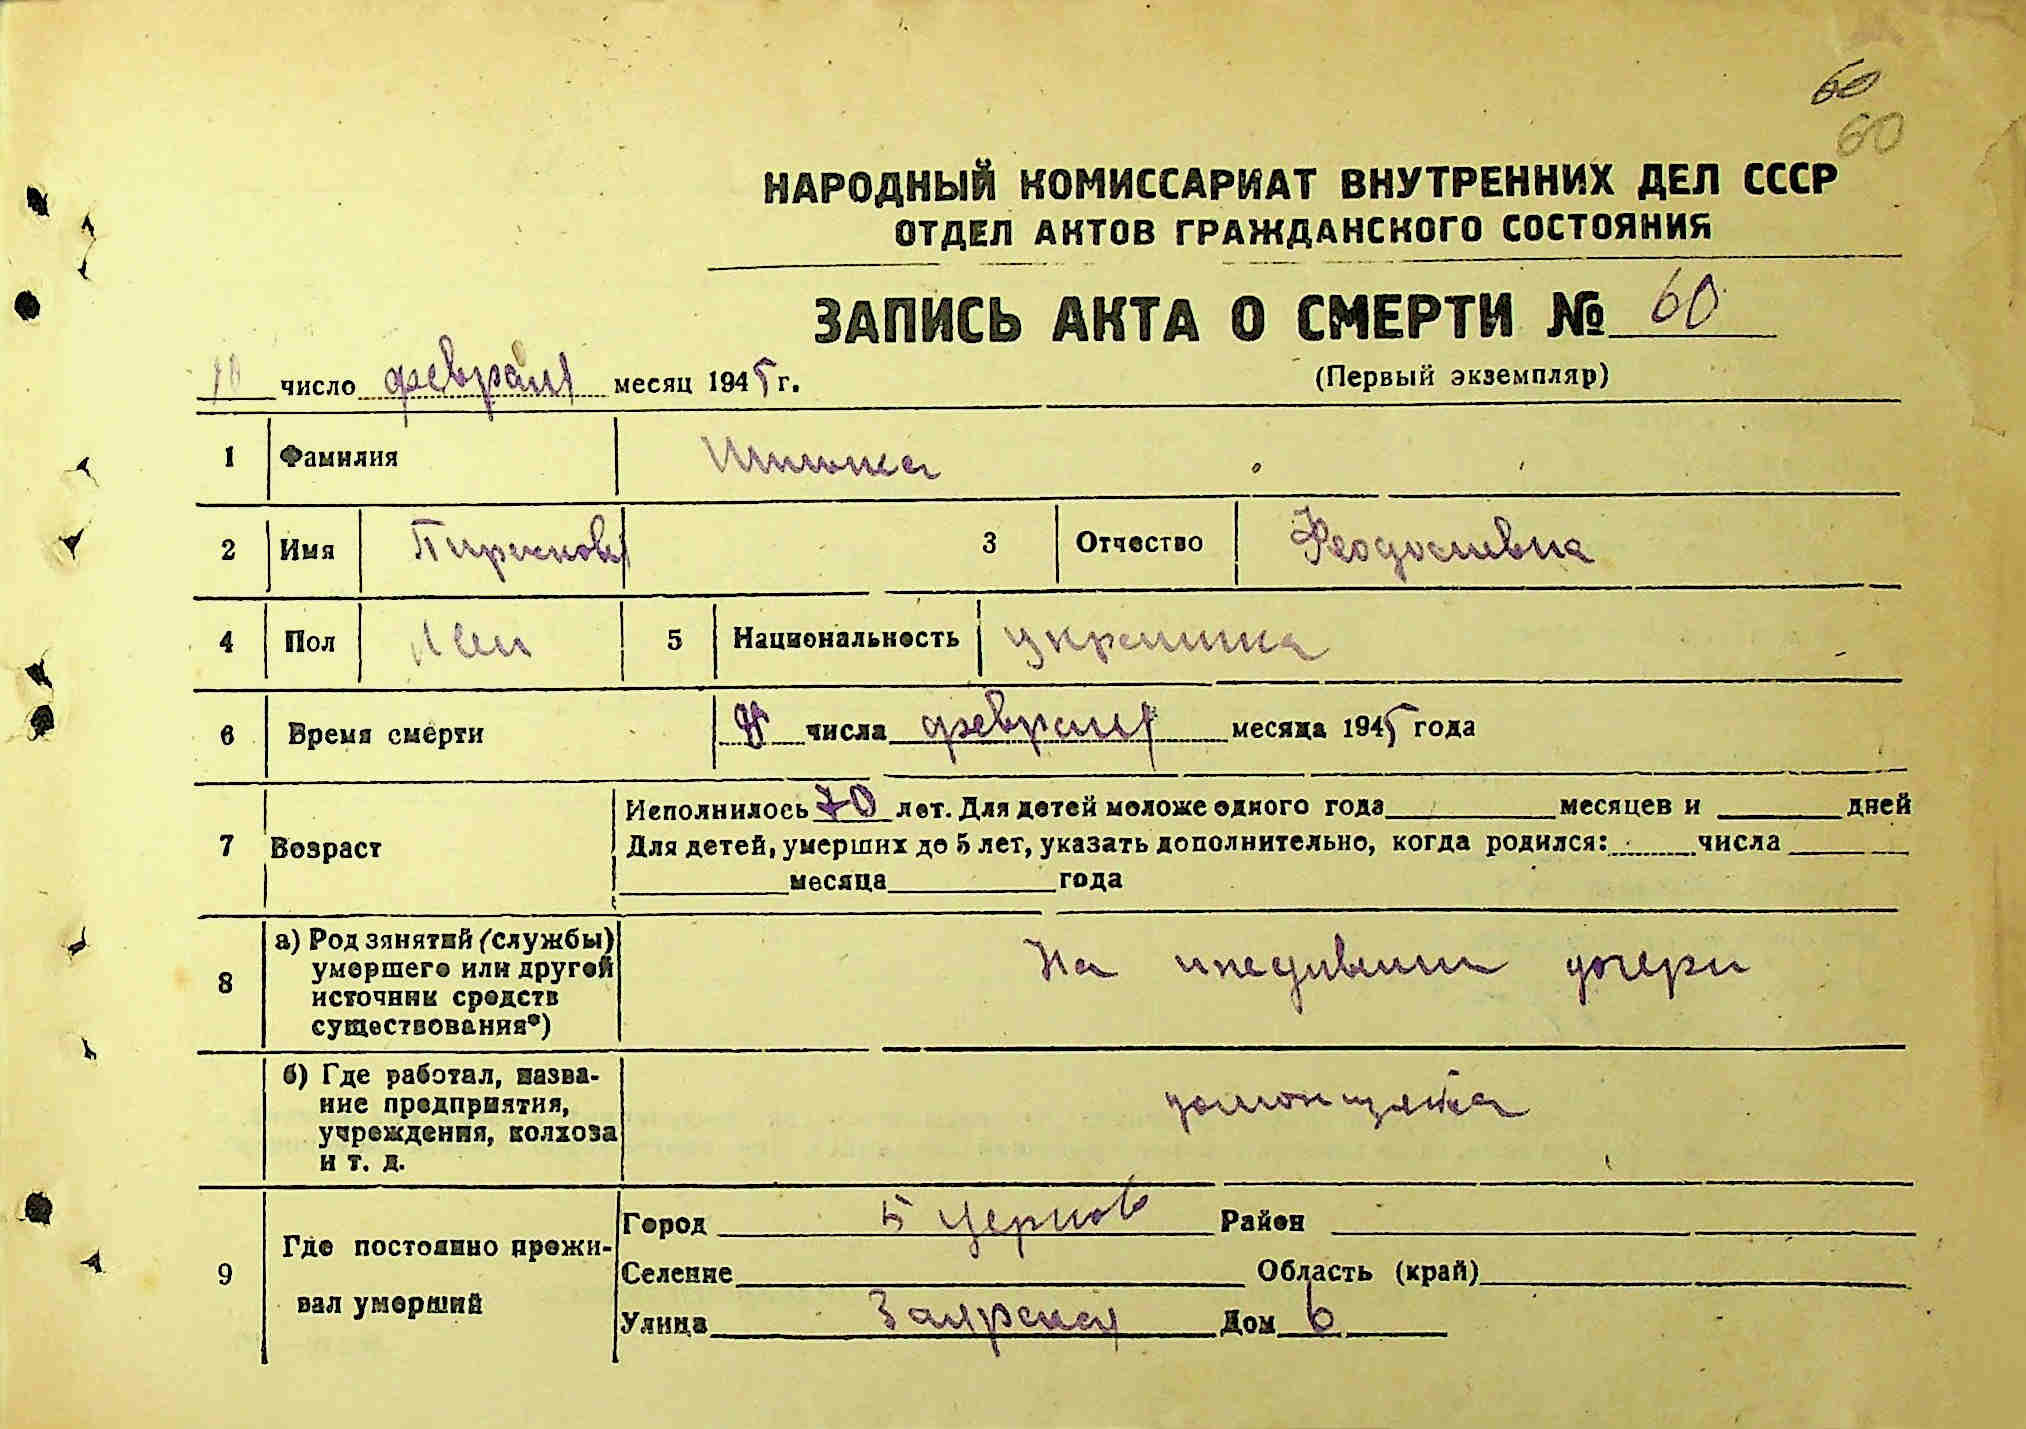 60
60
НАРОДНЫЙ КОМИССАРИАТ ВНУТРЕННИХ ДЕЛ СССР
ОТДЕЛ АКТОВ ГРАЖДАНСКОГО СОСТОЯНИЯ
ЗАПИСЬ АКТА О СМЕРТИ № 60
(Первый экземпляр)
10 число февраля месяц 1945 г.
1 Фамилия
2 Имя 3 Отчество Феодосиевна
4 Пол жен 5 Национальность украинка
6 Время смерти числа февраля месяца 1945 года
7 Возраст
Исполнилось 70 лет. Для детей моложе одного года месяцев и дней
Для детей, умерших до 5 лет, указать дополнительно, когда родился: числа
месяца года
8 а) Род занятий (службы) умершего или другой источник средств существования*)
На иждивении дочери
б) Где работал, название предприятия, учреждения, колхоза и т. д.
9 Где постоянно проживал умерший
Город Район
Селение Область (край)
Улица Заярская Дом 6